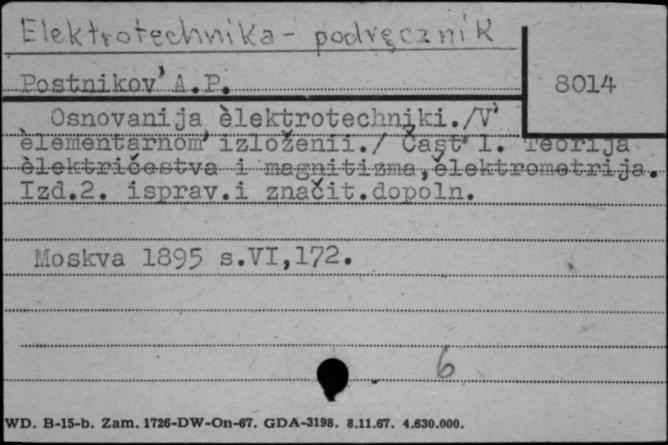 Elektrotechnika - podręcznik
Postnikov' A.P.
8014
Osnovanija èlektrotechniki./V'
èlementarnom' izloženii./ Čast' I. Teorija
èlektričestva i magnitizma,èlektrometrija.
Izd.2. isprav.i značit.dopoln.
Moskva 1895 s.VI,172.
6
WD. B-15-b. Zam. 1726-DW-On-67. GDA-3198. 8.11.67. 4.630.000.